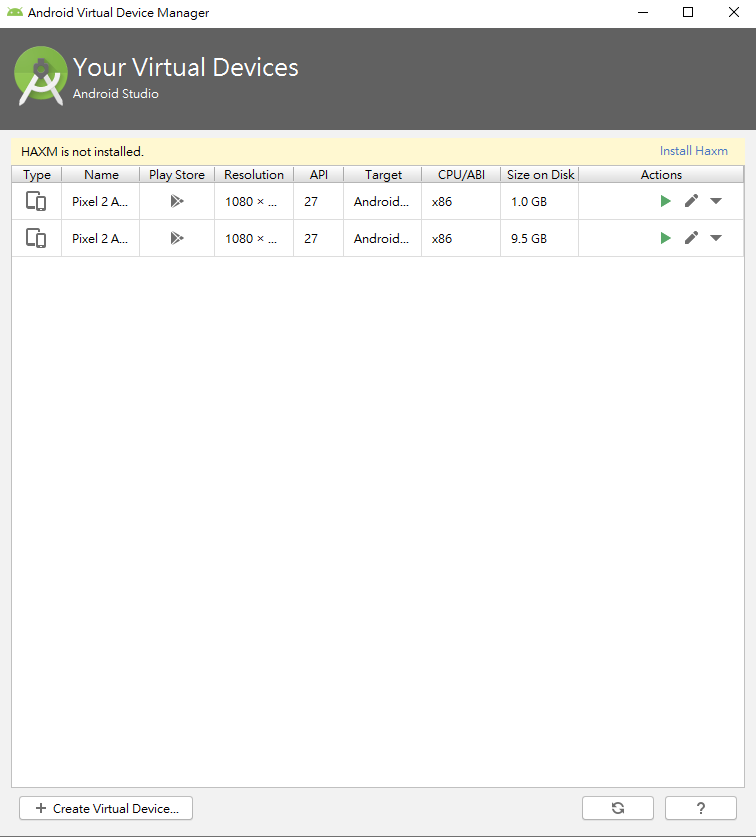 Android Virtual Device Manager
Your Virtual Devices
Android Studio
HAXM is not installed. Install Haxm
Type Name Play Store Resolution API Target CPU/ABI Size on Disk Actions
Pixel 2 A... 1080 × ... 27 Android... x86 1.0 GB
Pixel 2 A... 1080 × ... 27 Android... x86 9.5 GB
+ Create Virtual Device... ?